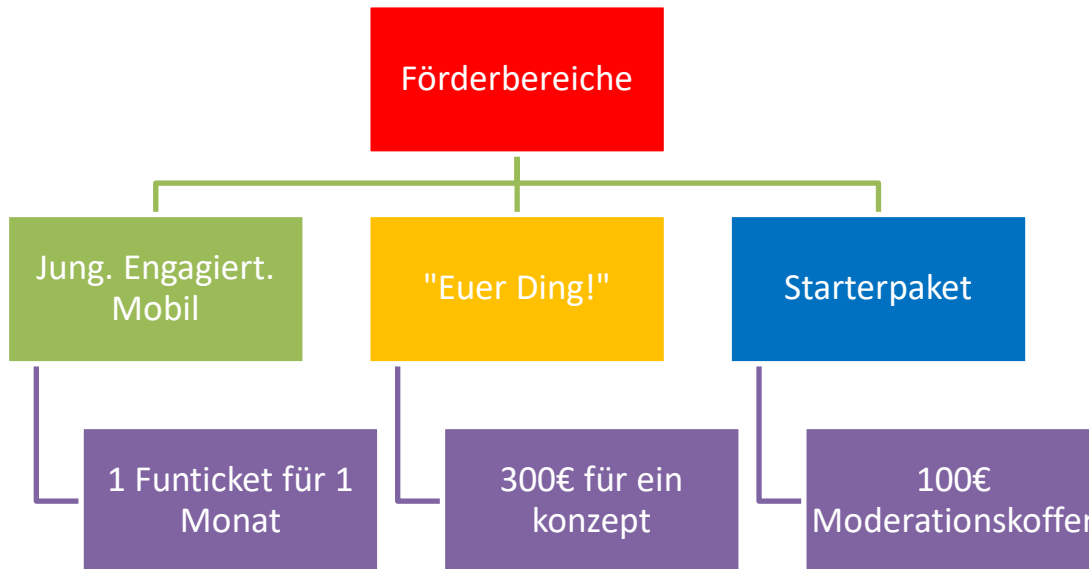 Förderbereiche
Jung. Engagiert.
Mobil
"Euer Ding!"
Starterpaket
1 Funticket für 1
Monat
300€ für ein
konzept
100€
Moderationskoffer